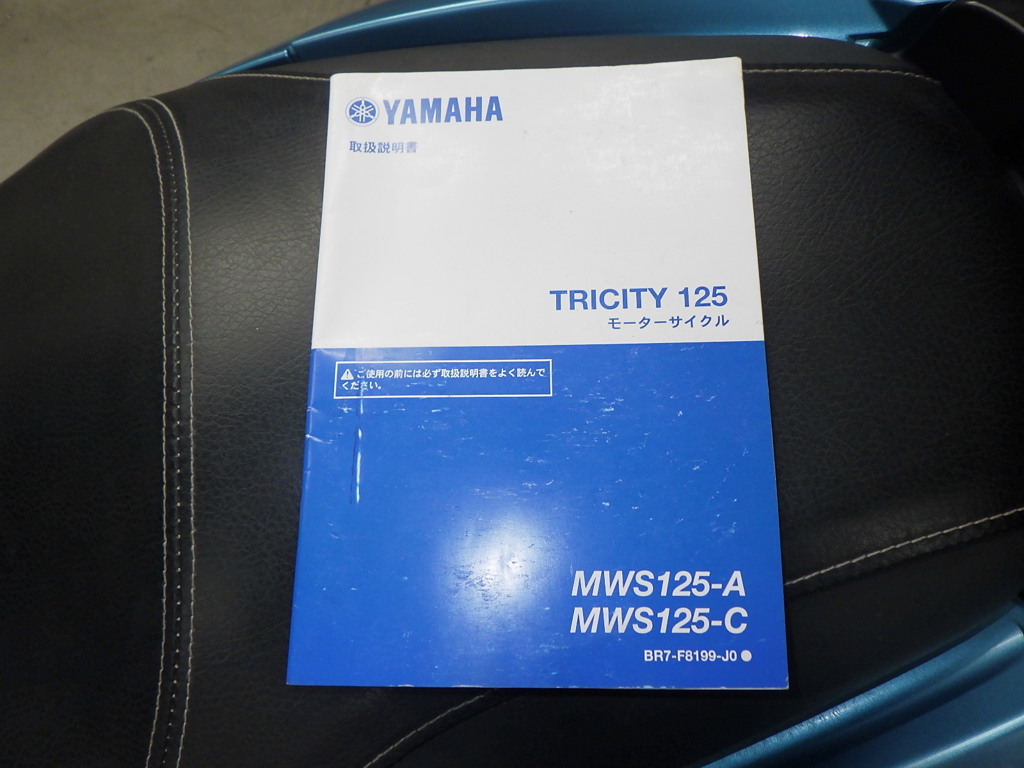 YAMAHA
取扱説明書
TRICITY 125
モーターサイクル
ご使用の前には必ず取扱説明書をよく読んで
ください。
MWS125-A
MWS125-C
BR7-F8199-J0